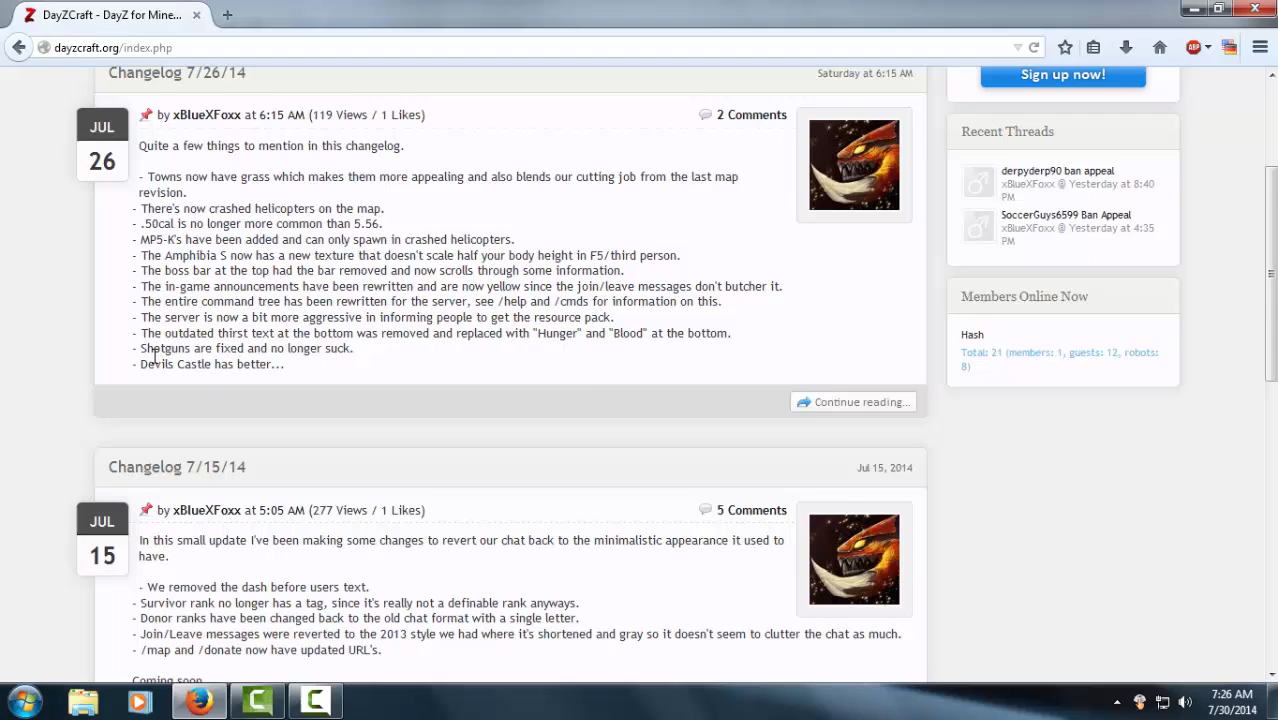 DayZCraft - DayZ for Mine...
dayzcraft.org/index.php
ABP
Changelog 7/26/14
Saturday at 6:15 AM
JUL
26
by xBlueXFoxx at 6:15 AM (119 Views / 1 Likes)
2 Comments
Quite a few things to mention in this changelog.
- Towns now have grass which makes them more appealing and also blends our cutting job from the last map
revision.
- There's now crashed helicopters on the map.
- .50cal is no longer more common than 5.56.
- MP5-K's have been added and can only spawn in crashed helicopters.
- The Amphibia S now has a new texture that doesn't scale half your body height in F5/third person.
- The boss bar at the top had the bar removed and now scrolls through some information.
- The in-game announcements have been rewritten and are now yellow since the join/leave messages don't butcher it.
- The entire command tree has been rewritten for the server, see /help and /cmds for information on this.
- The server is now a bit more aggressive in informing people to get the resource pack.
- The outdated thirst text at the bottom was removed and replaced with "Hunger" and "Blood" at the bottom.
- Shotguns are fixed and no longer suck.
- Devils Castle has better...
Continue reading...
Changelog 7/15/14
Jul 15, 2014
JUL
15
by xBlueXFoxx at 5:05 AM (277 Views / 1 Likes)
5 Comments
In this small update I've been making some changes to revert our chat back to the minimalistic appearance it used to
have.
- We removed the dash before users text.
- Survivor rank no longer has a tag, since it's really not a definable rank anyways.
- Donor ranks have been changed back to the old chat format with a single letter.
- Join/Leave messages were reverted to the 2013 style we had where it's shortened and gray so it doesn't seem to clutter the chat as much.
- /map and /donate now have updated URL's.
Coming soon
Sign up now!
Recent Threads
derpyderp90 ban appeal
xBlueXFoxx @ Yesterday at 8:40
PM
SoccerGuys6599 Ban Appeal
xBlueXFoxx @ Yesterday at 4:35
PM
Members Online Now
Hash
Total: 21 (members: 1, guests: 12, robots:
8)
7:26 AM
7/30/2014